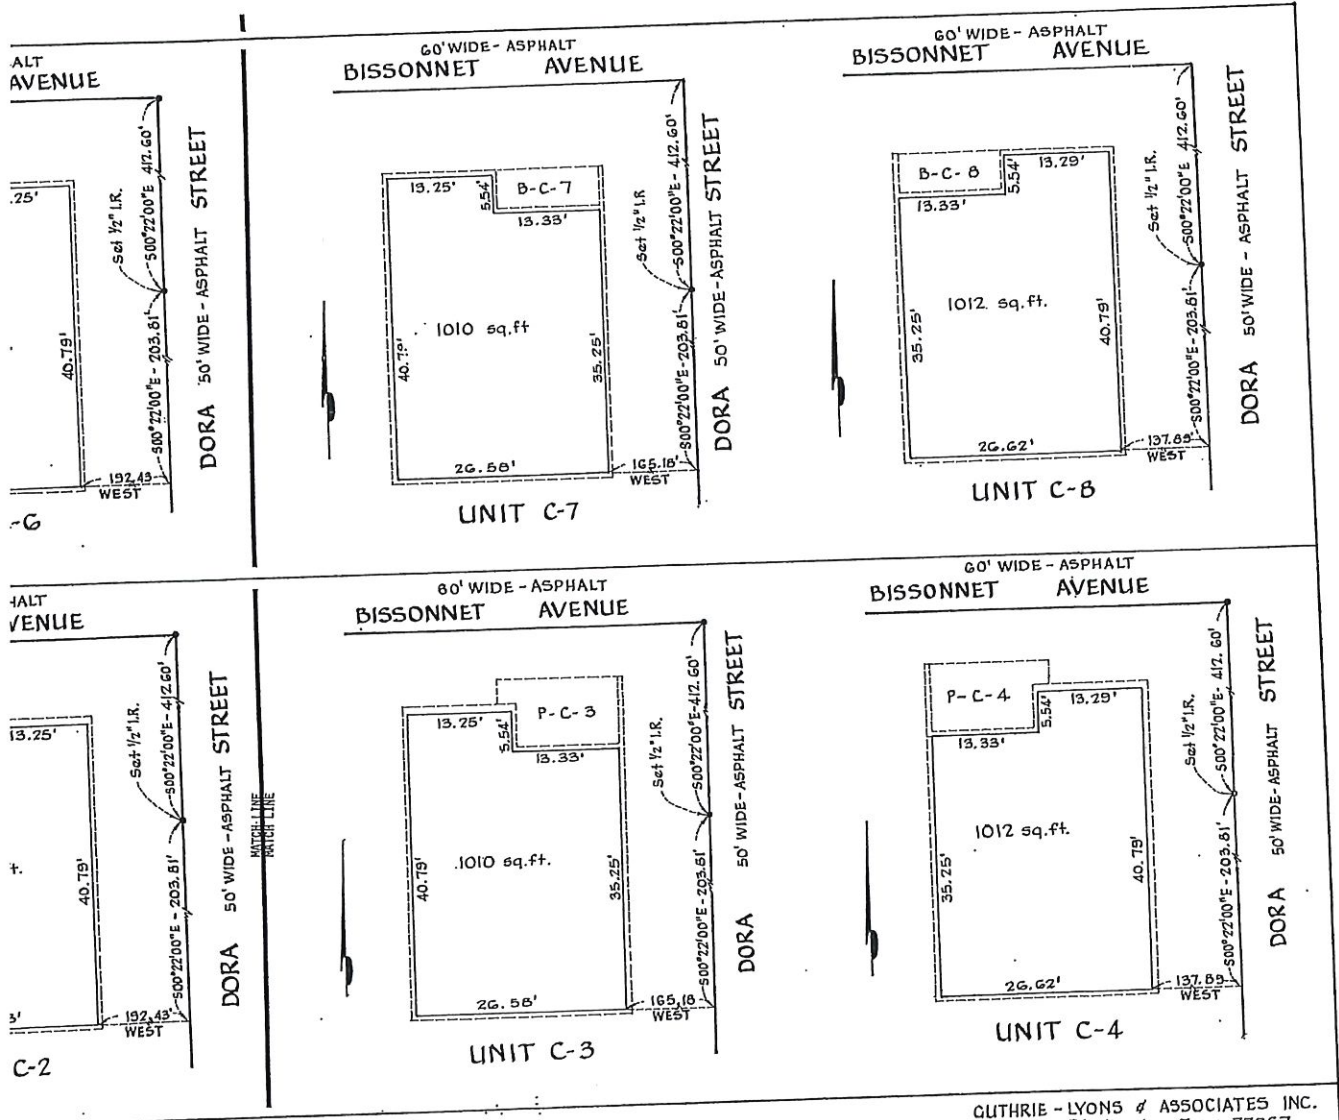 ALT
AVENUE
.25'
40.79'
Set 1/2" I.R.
S00°22'00"E 412.60'
S00°22'00"E - 203.81'
DORA 50' WIDE - ASPHALT STREET
192.43
WEST
-6
60' WIDE - ASPHALT
BISSONNET AVENUE
13.25'
5.54'
B-C-7
13.33'
1010 sq.ft
40.79'
35.25'
26.58'
Set 1/2" I.R.
S00°22'00"E - 412.60'
S00°22'00"E - 203.81'
DORA 50' WIDE - ASPHALT STREET
165.18'
WEST
UNIT C-7
60' WIDE - ASPHALT
BISSONNET AVENUE
B-C-8
5.54'
13.29'
13.33'
1012 sq.ft.
35.25'
40.79'
26.62'
Set 1/2" I.R.
S00°22'00"E 412.60'
S00°22'00"E - 203.81'
DORA 50' WIDE - ASPHALT STREET
137.89'
WEST
UNIT C-8
HALT
VENUE
13.25'
t.
40.79'
3'
Set 1/2" I.R.
S00°22'00"E - 412.60'
S00°22'00"E - 203.81'
DORA 50' WIDE - ASPHALT STREET
192.43'
WEST
C-2
MATCH LINE
MATCH LINE
60' WIDE - ASPHALT
BISSONNET AVENUE
13.25'
5.54'
P-C-3
13.33'
1010 sq.ft.
40.79'
35.25'
26.58'
Set 1/2" I.R.
S00°22'00"E - 412.60'
S00°22'00"E - 203.81'
DORA 50' WIDE - ASPHALT STREET
165.18
WEST
UNIT C-3
60' WIDE - ASPHALT
BISSONNET AVENUE
P-C-4
5.54'
13.29'
13.33'
1012 sq.ft.
35.25'
40.79'
26.62'
Set 1/2" I.R.
S00°22'00"E - 412.60'
S00°22'00"E - 203.81'
DORA 50' WIDE - ASPHALT STREET
137.89
WEST
UNIT C-4
GUTHRIE - LYONS & ASSOCIATES INC.